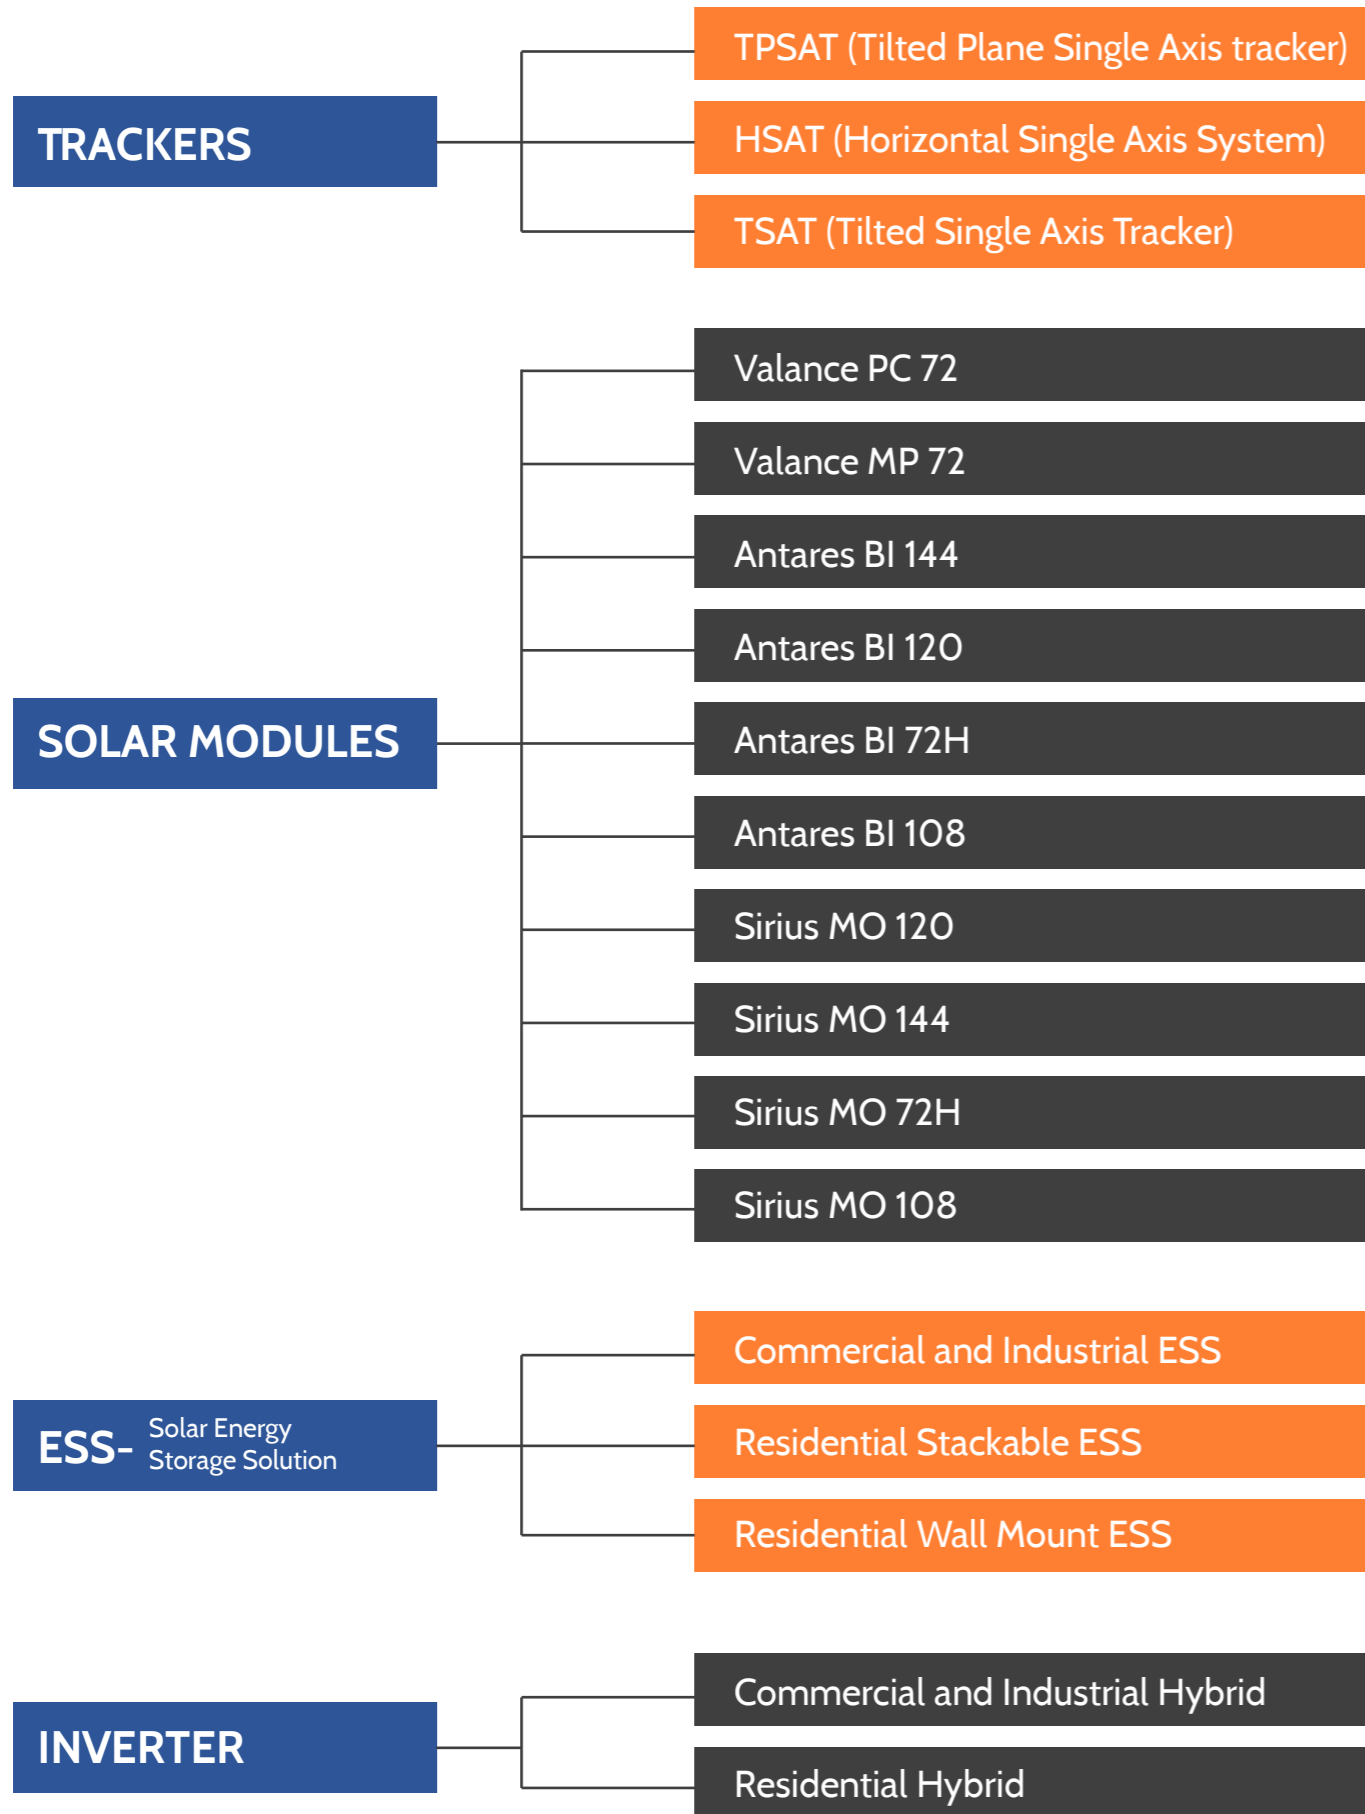 TRACKERS
TPSAT (Tilted Plane Single Axis tracker)
HSAT (Horizontal Single Axis System)
TSAT (Tilted Single Axis Tracker)
SOLAR MODULES
Valance PC 72
Valance MP 72
Antares BI 144
Antares BI 120
Antares BI 72H
Antares BI 108
Sirius MO 120
Sirius MO 144
Sirius MO 72H
Sirius MO 108
ESS- Solar Energy
Storage Solution
Commercial and Industrial ESS
Residential Stackable ESS
Residential Wall Mount ESS
INVERTER
Commercial and Industrial Hybrid
Residential Hybrid